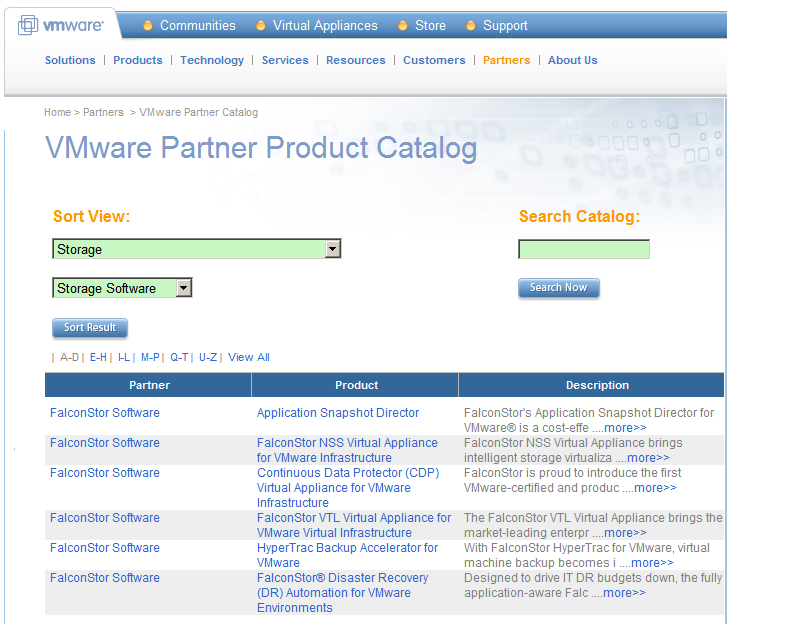 vmware® Communities Virtual Appliances Store Support
Solutions | Products | Technology | Services | Resources | Customers | Partners | About Us
Home > Partners > VMware Partner Catalog
VMware Partner Product Catalog
Sort View: Search Catalog:
Storage
Storage Software
Search Now
Sort Result
| A-D | E-H | I-L | M-P | Q-T | U-Z | View All
Partner Product Description
FalconStor Software Application Snapshot Director FalconStor's Application Snapshot Director for
VMware® is a cost-effe ....more>>
FalconStor Software FalconStor NSS Virtual Appliance FalconStor NSS Virtual Appliance brings
for VMware Infrastructure intelligent storage virtualiza ....more>>
FalconStor Software Continuous Data Protector (CDP) FalconStor is proud to introduce the first
Virtual Appliance for VMware VMware-certified and produc ....more>>
Infrastructure
FalconStor Software FalconStor VTL Virtual Appliance for The FalconStor VTL Virtual Appliance brings the
VMware Virtual Infrastructure market-leading enterpr ....more>>
FalconStor Software HyperTrac Backup Accelerator for With FalconStor HyperTrac for VMware, virtual
VMware machine backup becomes i ....more>>
FalconStor Software FalconStor® Disaster Recovery Designed to drive IT DR budgets down, the fully
(DR) Automation for VMware application-aware Falc ....more>>
Environments